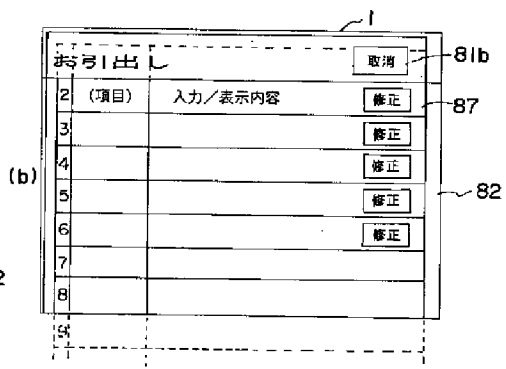 1
お引出し 取消 81b
2 (項目) 入力/表示内容 修正 87
3 修正
4 修正
(b) 5 修正 82
6 修正
7
2
8
9